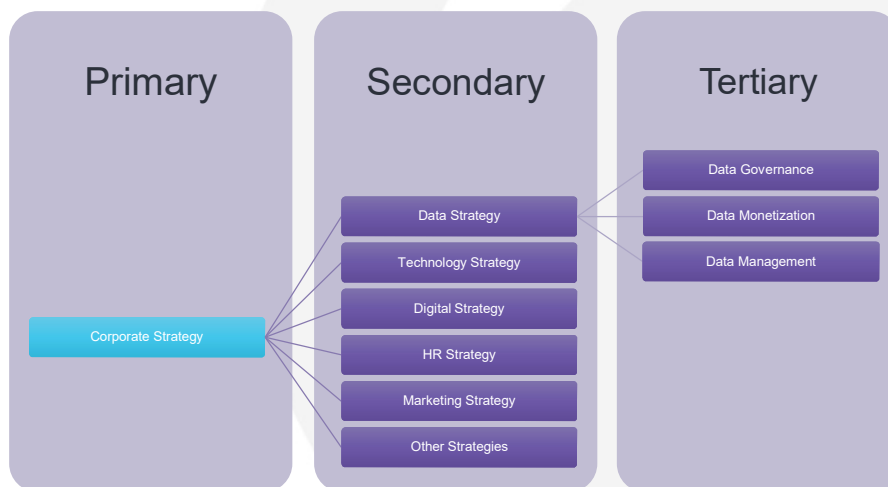 Primary
Secondary
Tertiary
Corporate Strategy
Data Strategy
Technology Strategy
Digital Strategy
HR Strategy
Marketing Strategy
Other Strategies
Data Governance
Data Monetization
Data Management